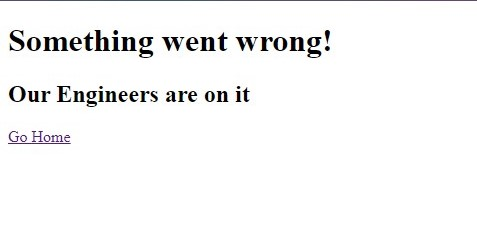 Something went wrong!
Our Engineers are on it
Go Home